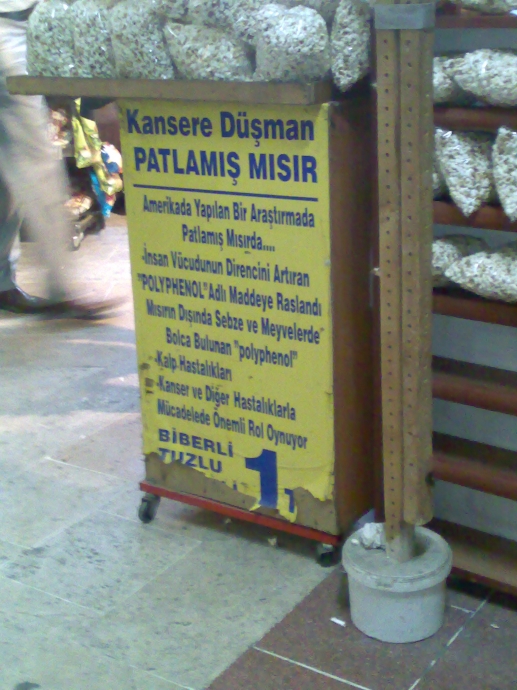 Kansere Düşman
PATLAMIŞ MISIR
Amerikada Yapılan Bir Araştırmada
Patlamış Mısırda....
-İnsan Vücudunun Direncini Artıran
"POLYPHENOL" Adlı Maddeye Raslandı
Mısırın Dışında Sebze ve Meyvelerde
Bolca Bulunan "polyphenol"
-Kalp Hastalıkları
-Kanser ve Diğer Hastalıklarla
Mücadelede Önemli Rol Oynuyor
BİBERLİ
TUZLU
1